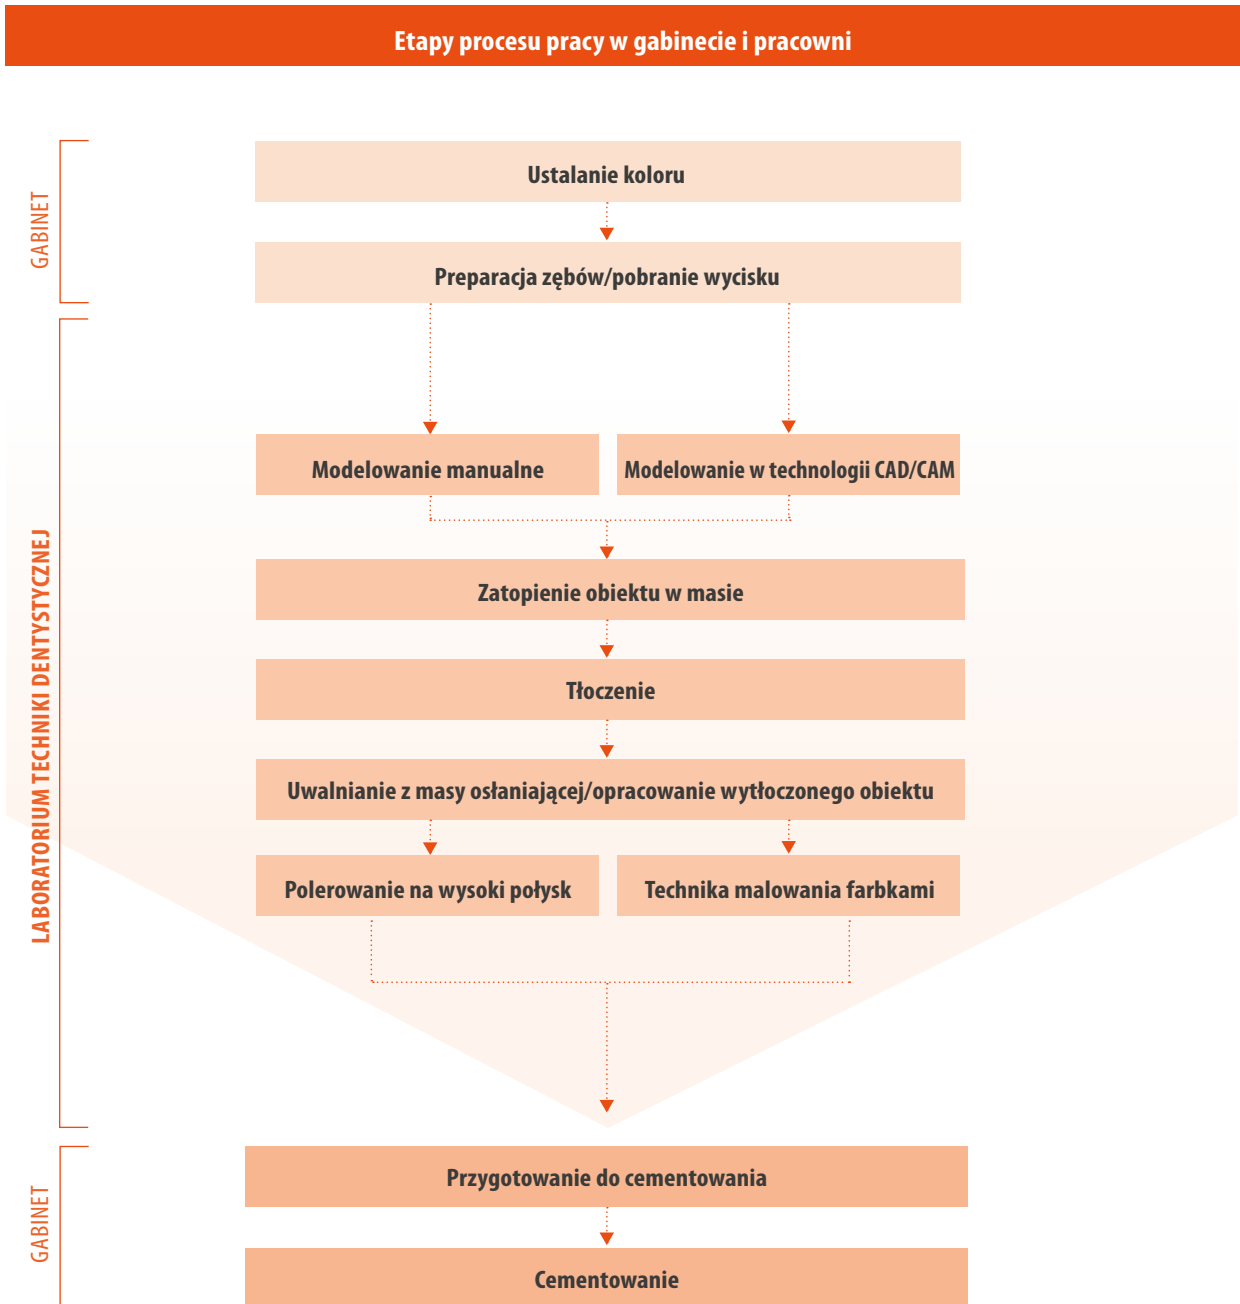 Etapy procesu pracy w gabinecie i pracowni
GABINET
Ustalanie koloru
Preparacja zębów/pobranie wycisku
LABORATORIUM TECHNIKI DENTYSTYCZNEJ
Modelowanie manualne
Modelowanie w technologii CAD/CAM
Zatopienie obiektu w masie
Tłoczenie
Uwalnianie z masy osłaniającej/opracowanie wytłoczonego obiektu
Polerowanie na wysoki połysk
Technika malowania farbkami
GABINET
Przygotowanie do cementowania
Cementowanie